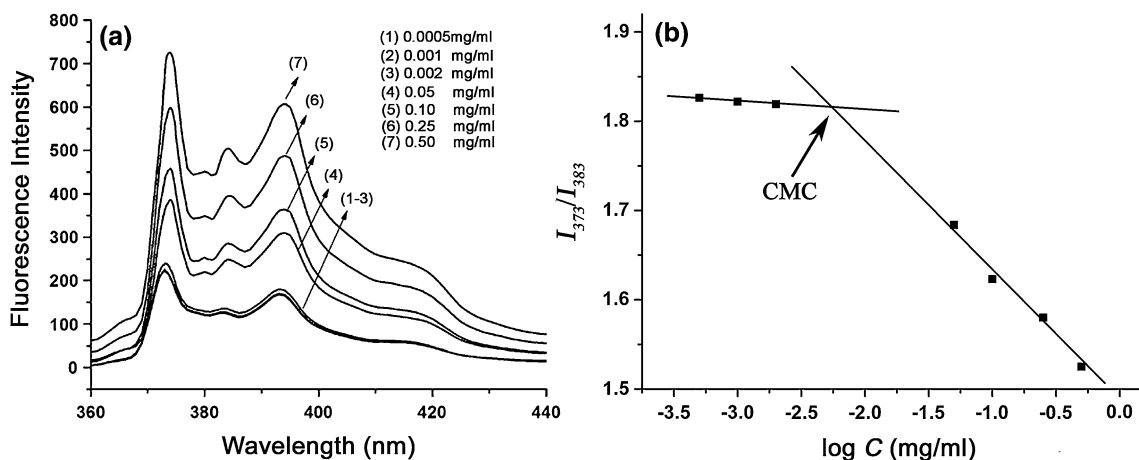 (a)
800
700
600
500
400
300
200
100
0
Fluorescence Intensity
360 380 400 420 440
Wavelength (nm)
(1) 0.0005mg/ml
(2) 0.001 mg/ml
(3) 0.002 mg/ml
(4) 0.05 mg/ml
(5) 0.10 mg/ml
(6) 0.25 mg/ml
(7) 0.50 mg/ml
(7)
(6)
(5)
(4)
(1-3)
(b)
1.9
1.8
1.7
1.6
1.5
I373/I383
CMC
-3.5 -3.0 -2.5 -2.0 -1.5 -1.0 -0.5 0.0
log C (mg/ml)